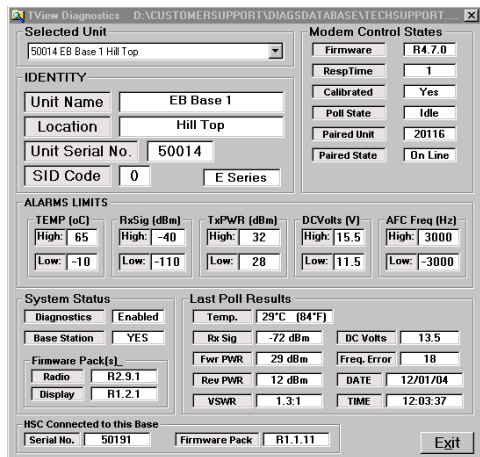 TView Diagnostics D:\CUSTOMERSUPPORT\DIAGSDATABASE\TECHSUPPORT....
Selected Unit
50014 EB Base 1 Hill Top
IDENTITY
Unit Name EB Base 1
Location Hill Top
Unit Serial No. 50014
SID Code 0 E Series
Modem Control States
Firmware R4.7.0
RespTime 1
Calibrated Yes
Poll State Idle
Paired Unit 20116
Paired State On Line
ALARMS LIMITS
TEMP (oC) RxSig (dBm) TxPWR (dBm) DCVolts (V) AFC Freq (Hz)
High: 65 High: -40 High: 32 High: 15.5 High: 3000
Low: -10 Low: -110 Low: 28 Low: 11.5 Low: -3000
System Status
Diagnostics Enabled
Base Station YES
Firmware Pack(s)_
Radio R2.9.1
Display R1.2.1
Last Poll Results
Temp. 29°C (84°F)
Rx Sig -72 dBm DC Volts 13.5
Fwr PWR 29 dBm Freq. Error 18
Rev PWR 12 dBm DATE 12/01/04
VSWR 1.3:1 TIME 12:03:37
HSC Connected to this Base
Serial No. 50191 Firmware Pack R1.1.11
Exit